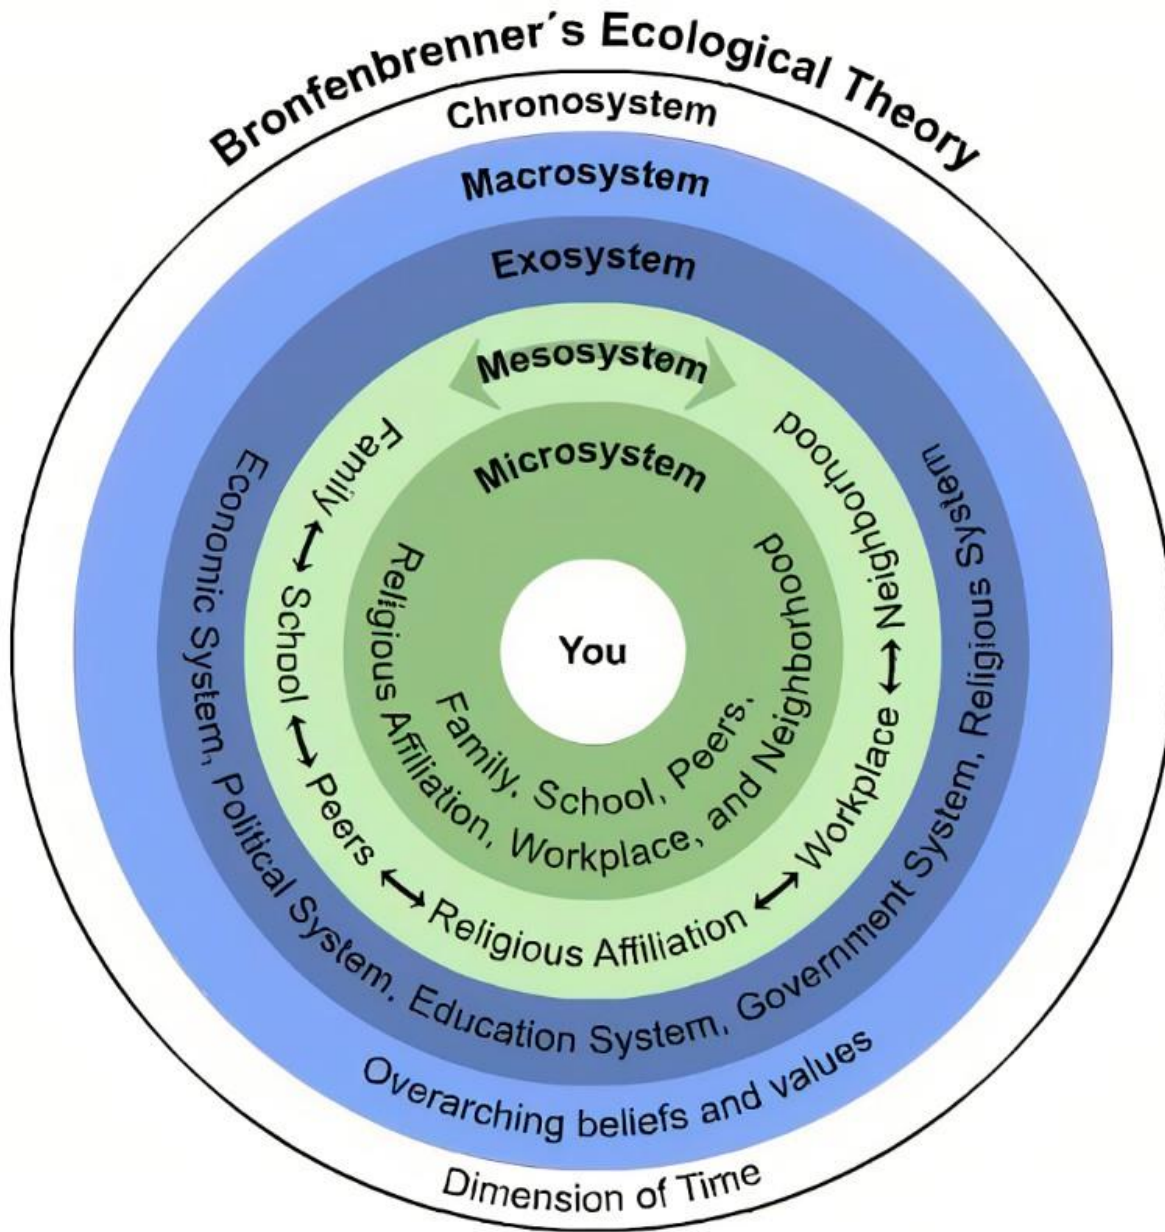 Bronfenbrenner´s Ecological Theory
Chronosystem
Macrosystem
Exosystem
Mesosystem
Microsystem
You
Family, School, Peers,
Religious Affiliation, Workplace, and Neighborhood
Family ↔ School ↔ Peers ↔ Religious Affiliation ↔ Workplace ↔ Neighborhood
Economic System, Political System, Education System, Government System, Religious System
Overarching beliefs and values
Dimension of Time